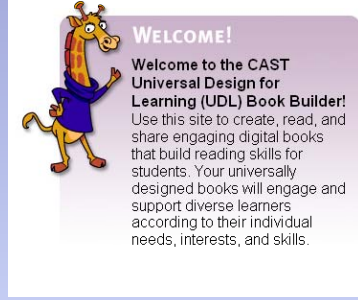 WELCOME!
Welcome to the CAST
Universal Design for
Learning (UDL) Book Builder!
Use this site to create, read, and
share engaging digital books
that build reading skills for
students. Your universally
designed books will engage and
support diverse learners
according to their individual
needs, interests, and skills.